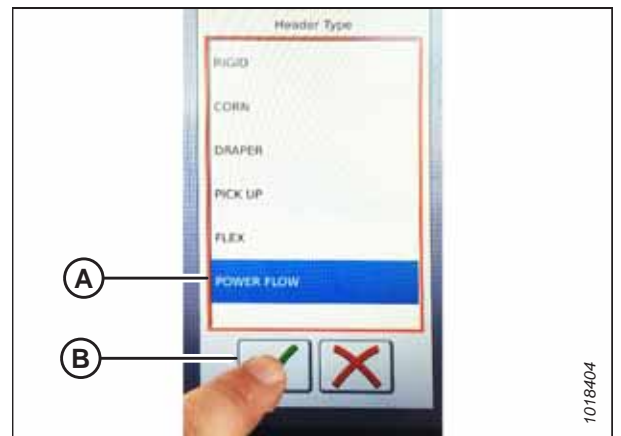 Header Type
RIGID
CORN
DRAPER
PICK UP
FLEX
POWER FLOW
A
B
1018404